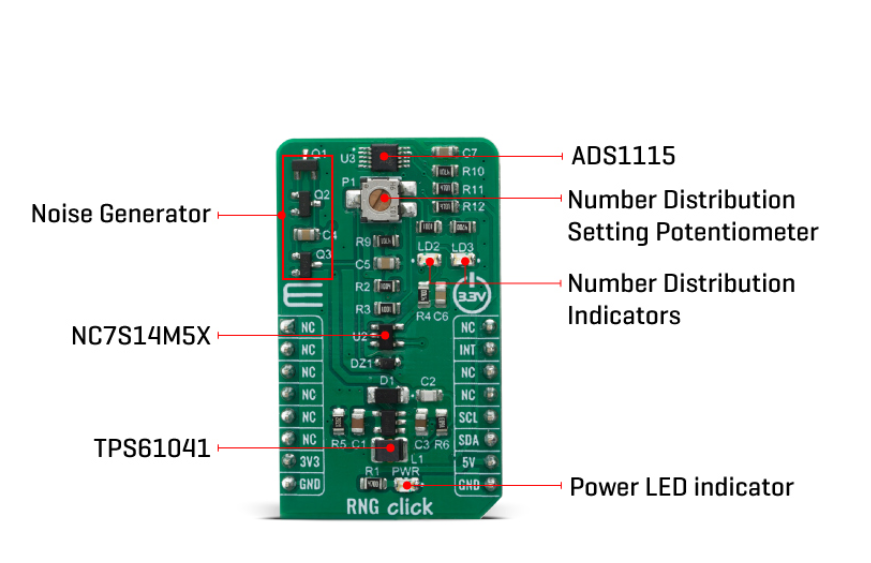 Q1
U3
C7
ADS1115
R10
P1
R11
Number Distribution
Setting Potentiometer
Q2
R12
Noise Generator
C4
R9
LD2
LD3
Q3
C5
Number Distribution
Indicators
R2
3.3V
R3
R4 C6
NC7S14M5X
U2
NC
NC
NC
INT
NC
NC
DZ1
NC
NC
D1
C2
NC
SCL
R5 C1
C3 R6
NC
SDA
TPS61041
L1
3V3
5V
R1
PWR
GND
GND
Power LED indicator
RNG click